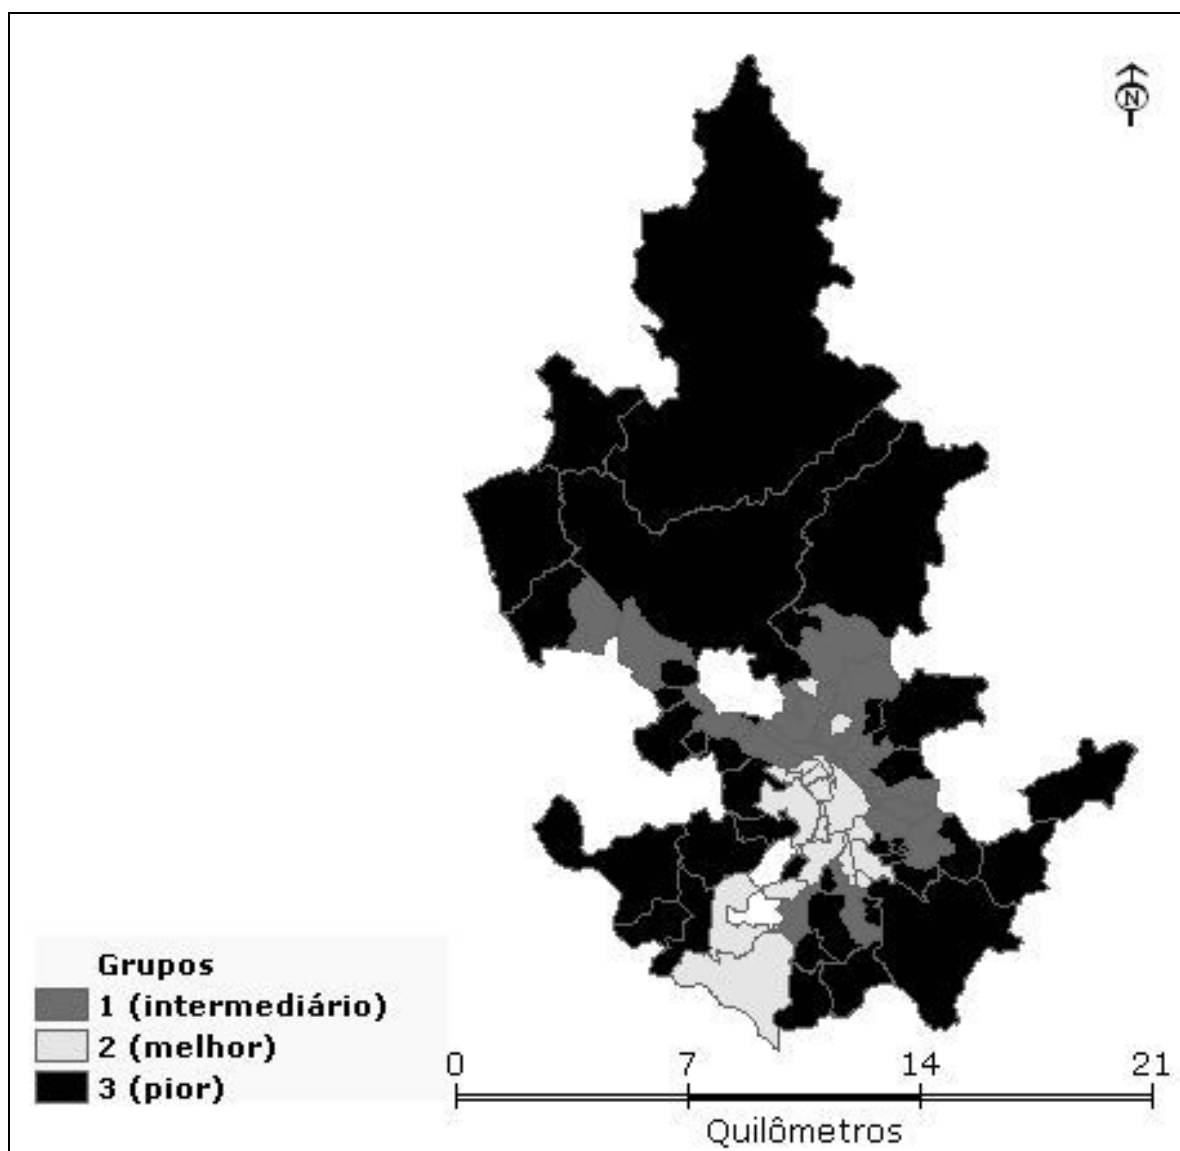 N
Grupos
1 (intermediário)
2 (melhor)
3 (pior)
0 7 14 21
Quilômetros